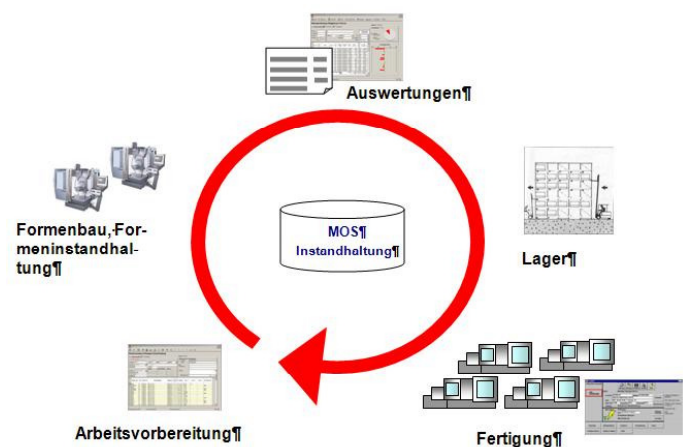 Auswertungen¶
Formenbau,·For-
meninstandhal-
tung¶
MOS¶
Instandhaltung¶
Lager¶
Arbeitsvorbereitung¶
Fertigung¶